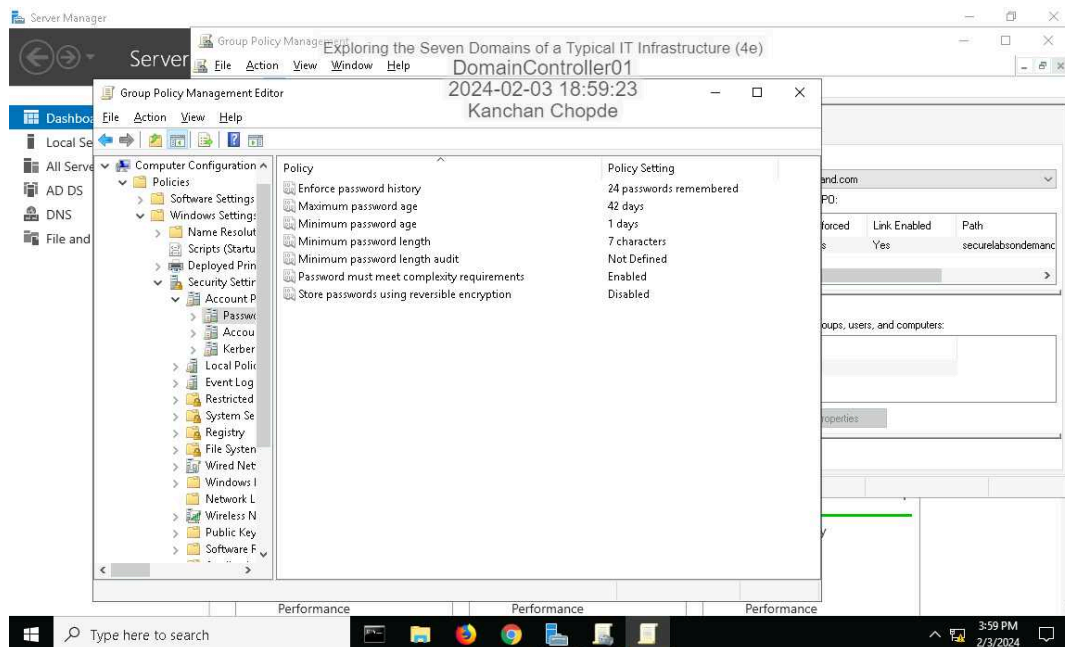 Server Manager
Server
Group Policy Management
File Action View Window Help
Exploring the Seven Domains of a Typical IT Infrastructure (4e)
DomainController01
2024-02-03 18:59:23
Kanchan Chopde
Group Policy Management Editor
File Action View Help
Dashboa
Local Se
All Serve
AD DS
DNS
File and
Computer Configuration
Policies
Software Settings
Windows Settings
Name Resolut
Scripts (Startu
Deployed Prin
Security Settir
Account P
Passwo
Accou
Kerber
Local Polic
Event Log
Restricted
System Se
Registry
File System
Wired Net
Windows I
Network L
Wireless N
Public Key
Software F
Policy Policy Setting
Enforce password history 24 passwords remembered
Maximum password age 42 days
Minimum password age 1 days
Minimum password length 7 characters
Minimum password length audit Not Defined
Password must meet complexity requirements Enabled
Store passwords using reversible encryption Disabled
and.com
PO:
forced Link Enabled Path
s Yes securelabsondemanc
oups, users, and computers:
roperties
y
Performance Performance Performance
Type here to search
3:59 PM
2/3/2024